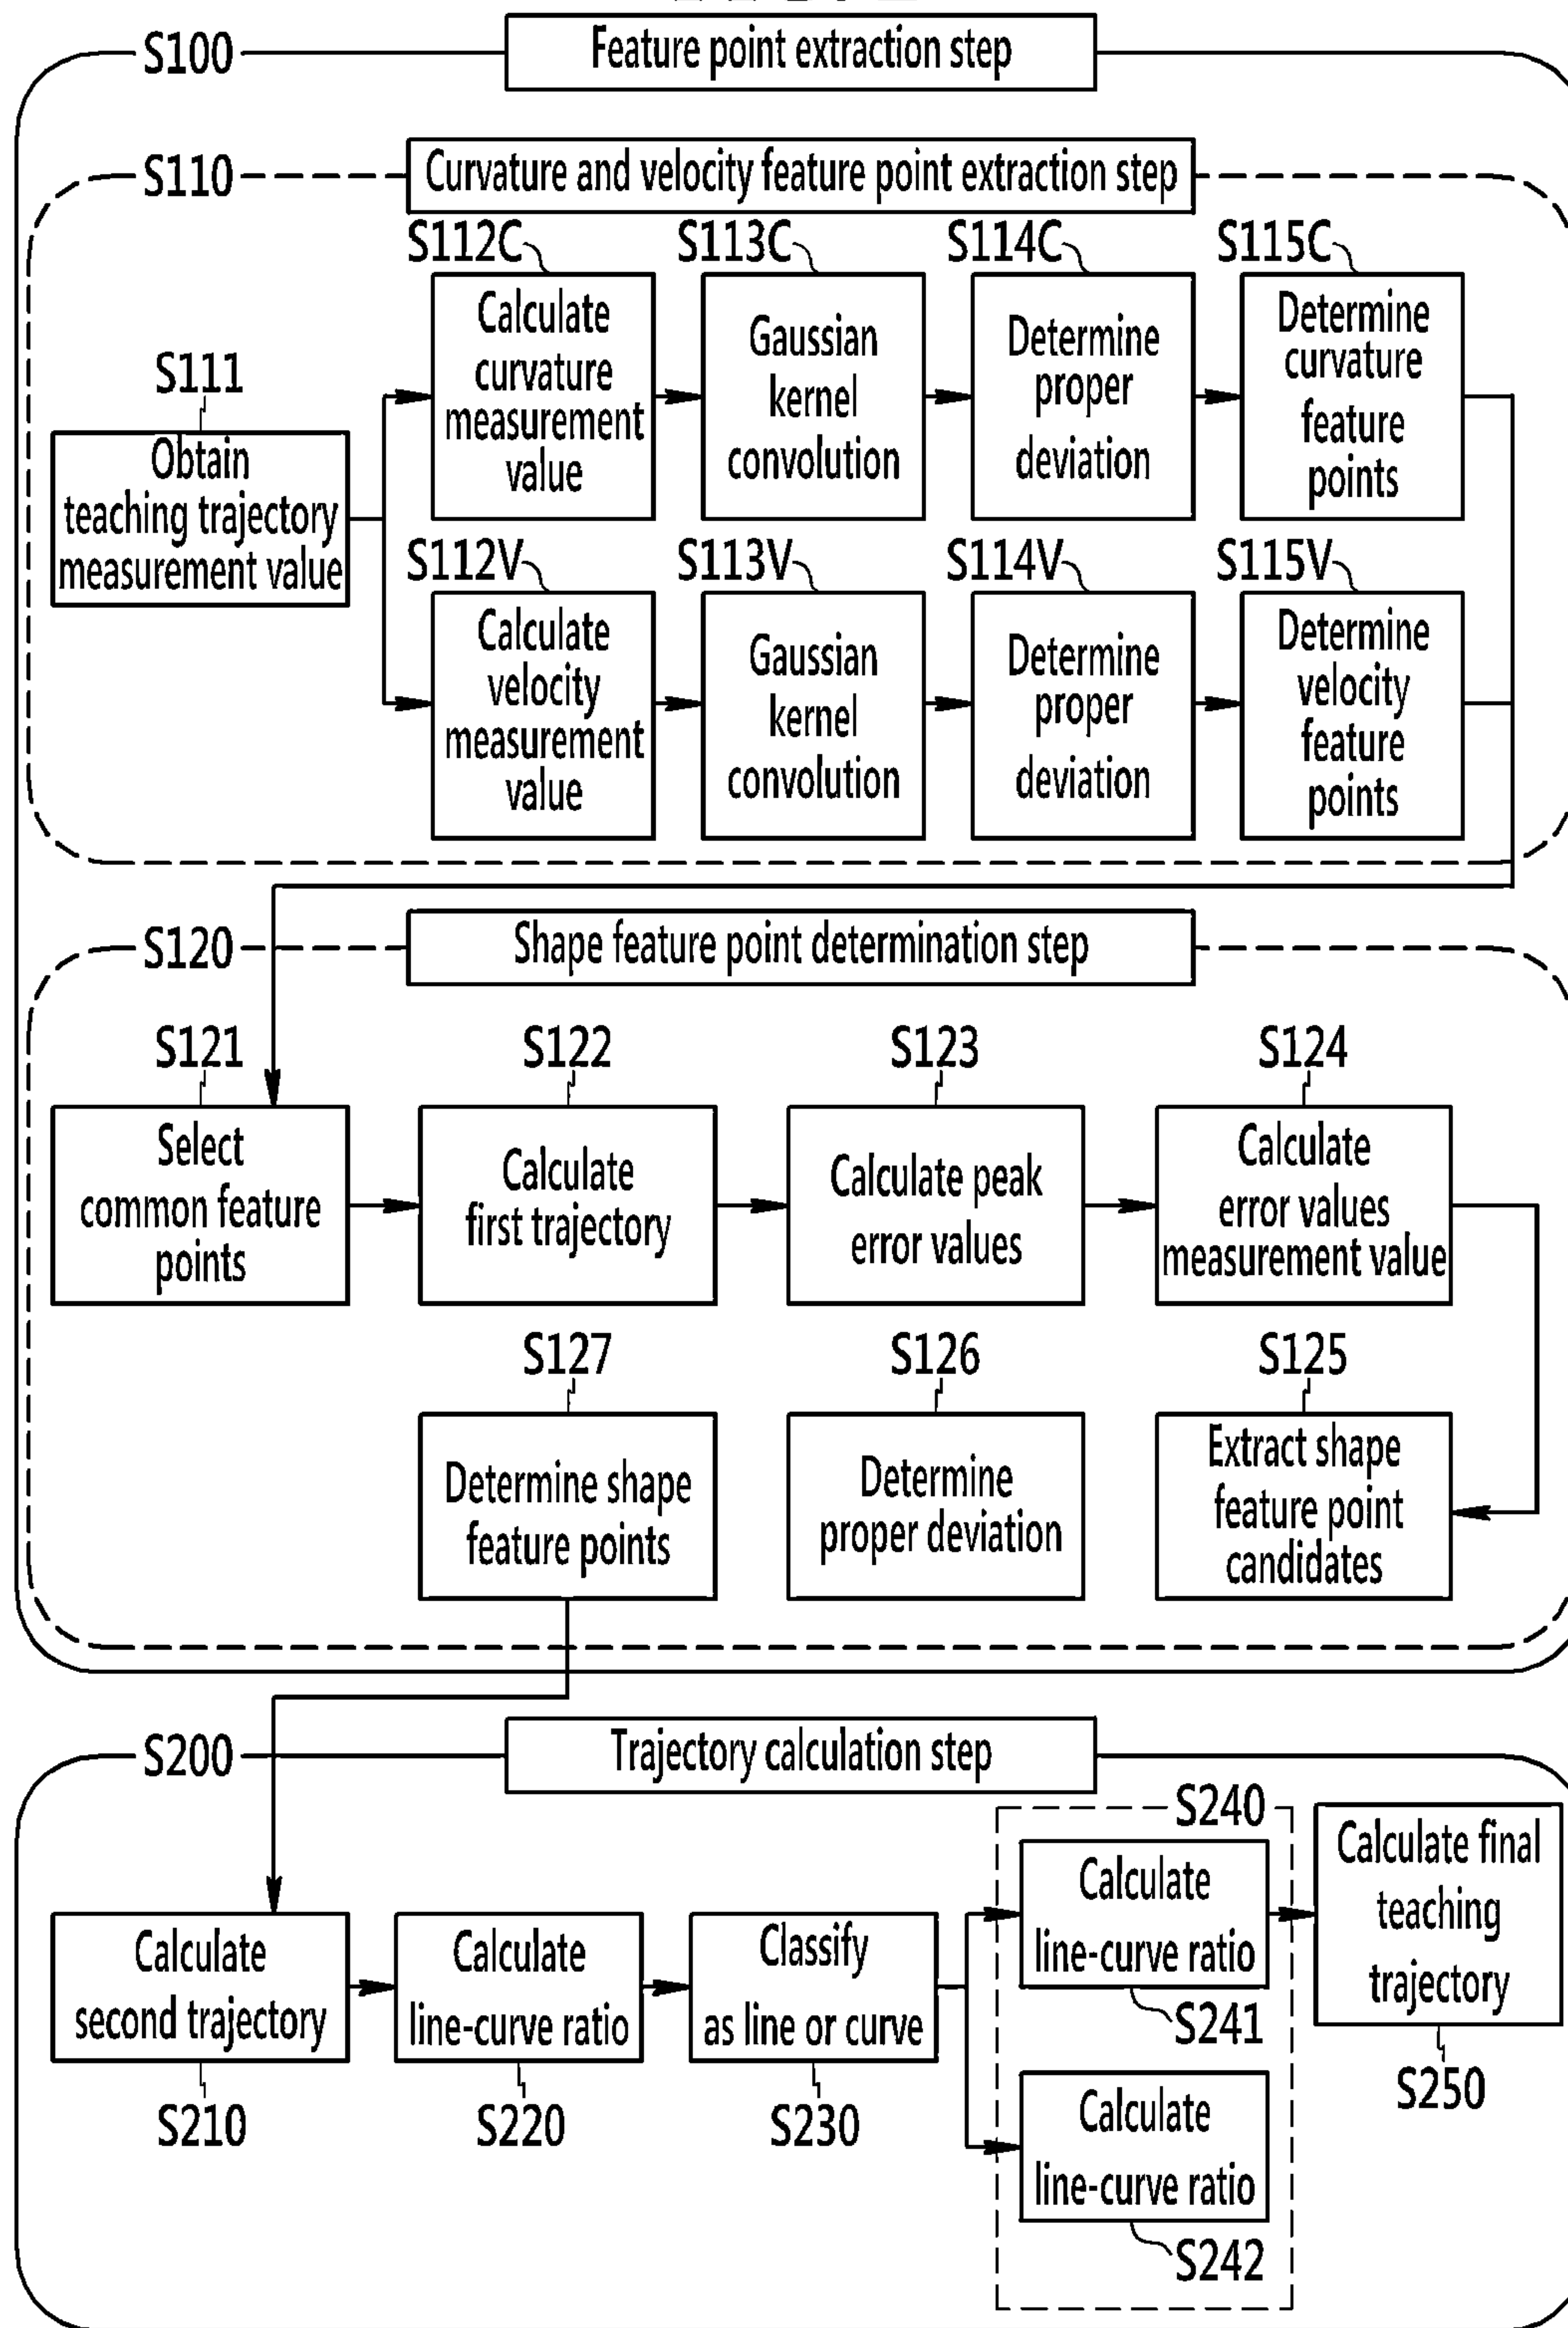 S100
Feature point extraction step
S110
Curvature and velocity feature point extraction step
S112C
S113C
S114C
S115C
Calculate
curvature
measurement
value
Gaussian
kernel
convolution
Determine
proper
deviation
Determine
curvature
feature
points
S111
Obtain
teaching trajectory
measurement value
S112V
S113V
S114V
S115V
Calculate
velocity
measurement
value
Gaussian
kernel
convolution
Determine
proper
deviation
Determine
velocity
feature
points
S120
Shape feature point determination step
S121
S122
S123
S124
Select
common feature
points
Calculate
first trajectory
Calculate peak
error values
Calculate
error values
measurement value
S127
S126
S125
Determine shape
feature points
Determine
proper deviation
Extract shape
feature point
candidates
S200
Trajectory calculation step
S240
Calculate
second trajectory
Calculate
line-curve ratio
Classify
as line or curve
Calculate
line-curve ratio
S241
Calculate final
teaching
trajectory
S210
S220
S230
Calculate
line-curve ratio
S242
S250